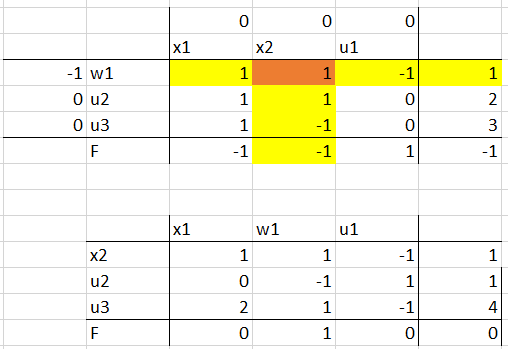 0 0 0
x1 x2 u1
-1 w1 1 1 -1 1
0 u2 1 1 0 2
0 u3 1 -1 0 3
F -1 -1 1 -1
x1 w1 u1
x2 1 1 -1 1
u2 0 -1 1 1
u3 2 1 -1 4
F 0 1 0 0